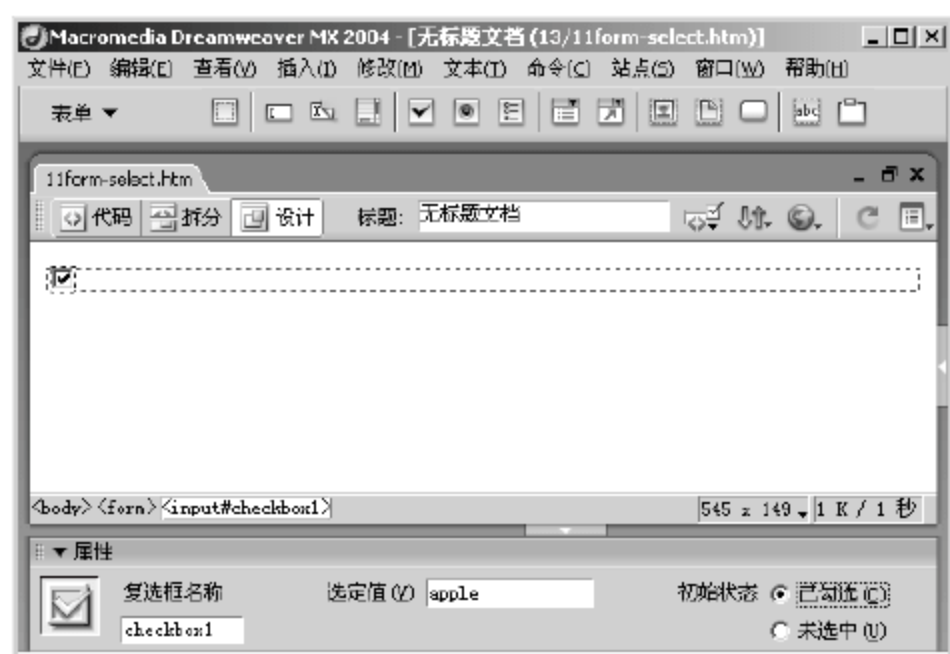 Macromedia Dreamweaver MX 2004 - [无标题文档 (13/11form-select.htm)]
文件(F) 编辑(E) 查看(V) 插入(I) 修改(M) 文本(T) 命令(C) 站点(S) 窗口(W) 帮助(H)
表单
abc
11form-select.htm
代码 拆分 设计 标题: 无标题文档
<body> <form> <input#checkbox1> 545 x 149 1 K / 1 秒
属性
复选框名称 选定值(V) apple 初始状态 已勾选(C)
checkbox1 未选中(U)